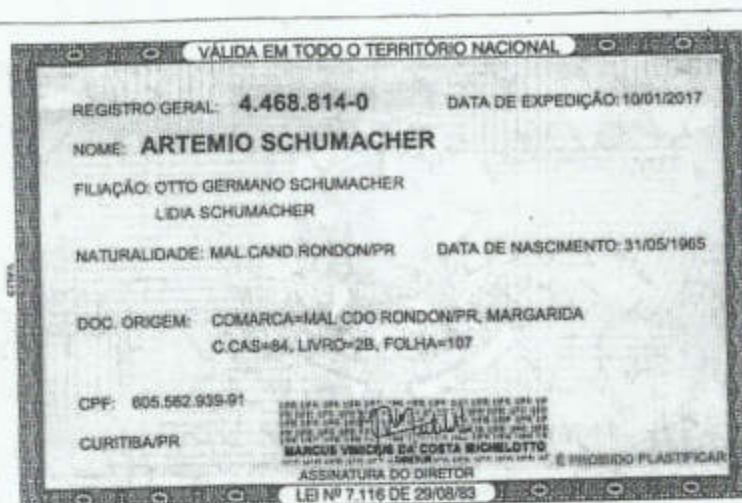 VÁLIDA EM TODO O TERRITÓRIO NACIONAL
REGISTRO GERAL: 4.468.814-0 DATA DE EXPEDIÇÃO: 10/01/2017
NOME: ARTEMIO SCHUMACHER
FILIAÇÃO: OTTO GERMANO SCHUMACHER
LIDIA SCHUMACHER
NATURALIDADE: MAL.CAND.RONDON/PR DATA DE NASCIMENTO: 31/05/1965
DOC. ORIGEM: COMARCA=MAL CDO RONDON/PR, MARGARIDA
C.CAS=84, LIVRO=2B, FOLHA=107
CPF: 605.562.939-91
CURITIBA/PR
MARCUS VINICIUS DA COSTA MICHELOTTO
É PROIBIDO PLASTIFICAR
ASSINATURA DO DIRETOR
LEI Nº 7.116 DE 29/08/83